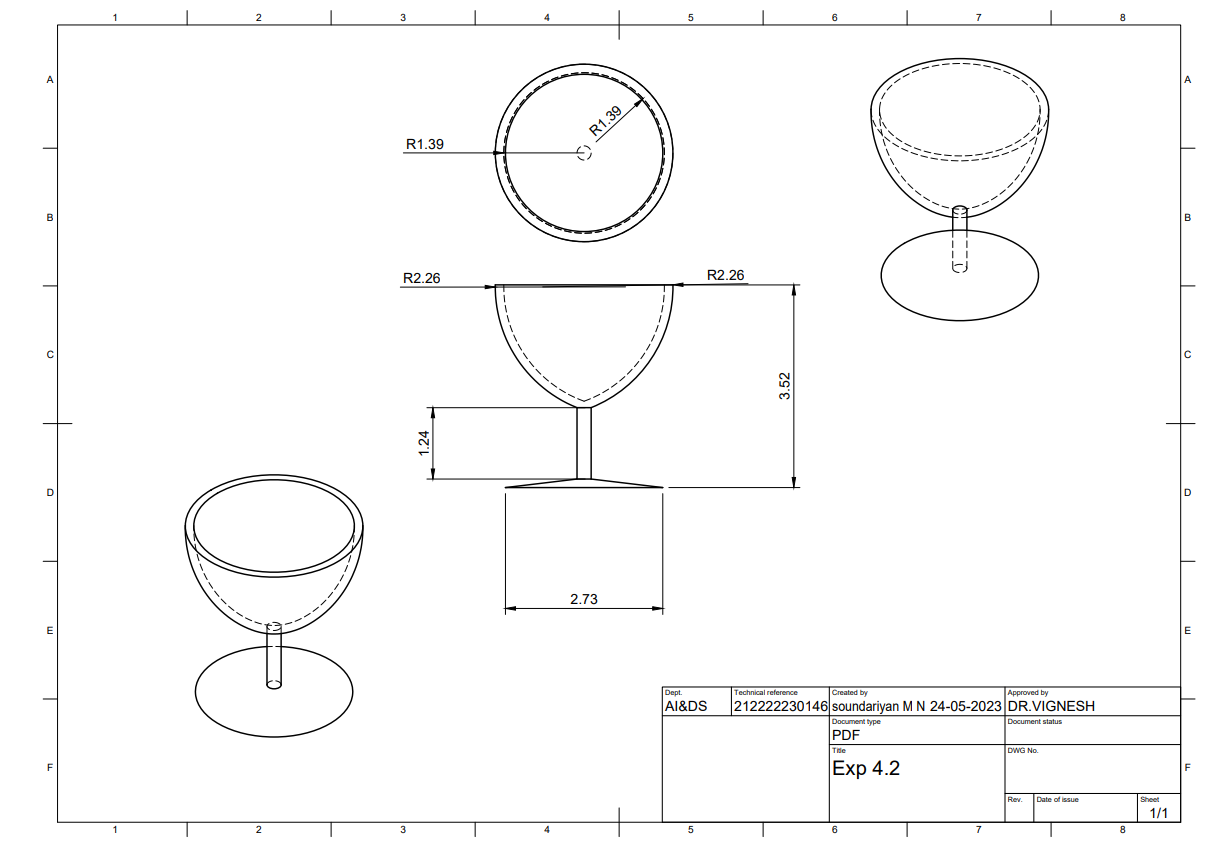 1 2 3 4 5 6 7 8
A A
R1.39
R1.39
B B
R2.26 R2.26
C C
3.52
1.24
D D
2.73
E E
Dept. Technical reference Created by Approved by
AI&DS 212222230146 soundariyan M N 24-05-2023 DR.VIGNESH
Document type Document status
PDF
Title DWG No.
Exp 4.2
F F
Rev. Date of issue Sheet
1/1
1 2 3 4 5 6 7 8